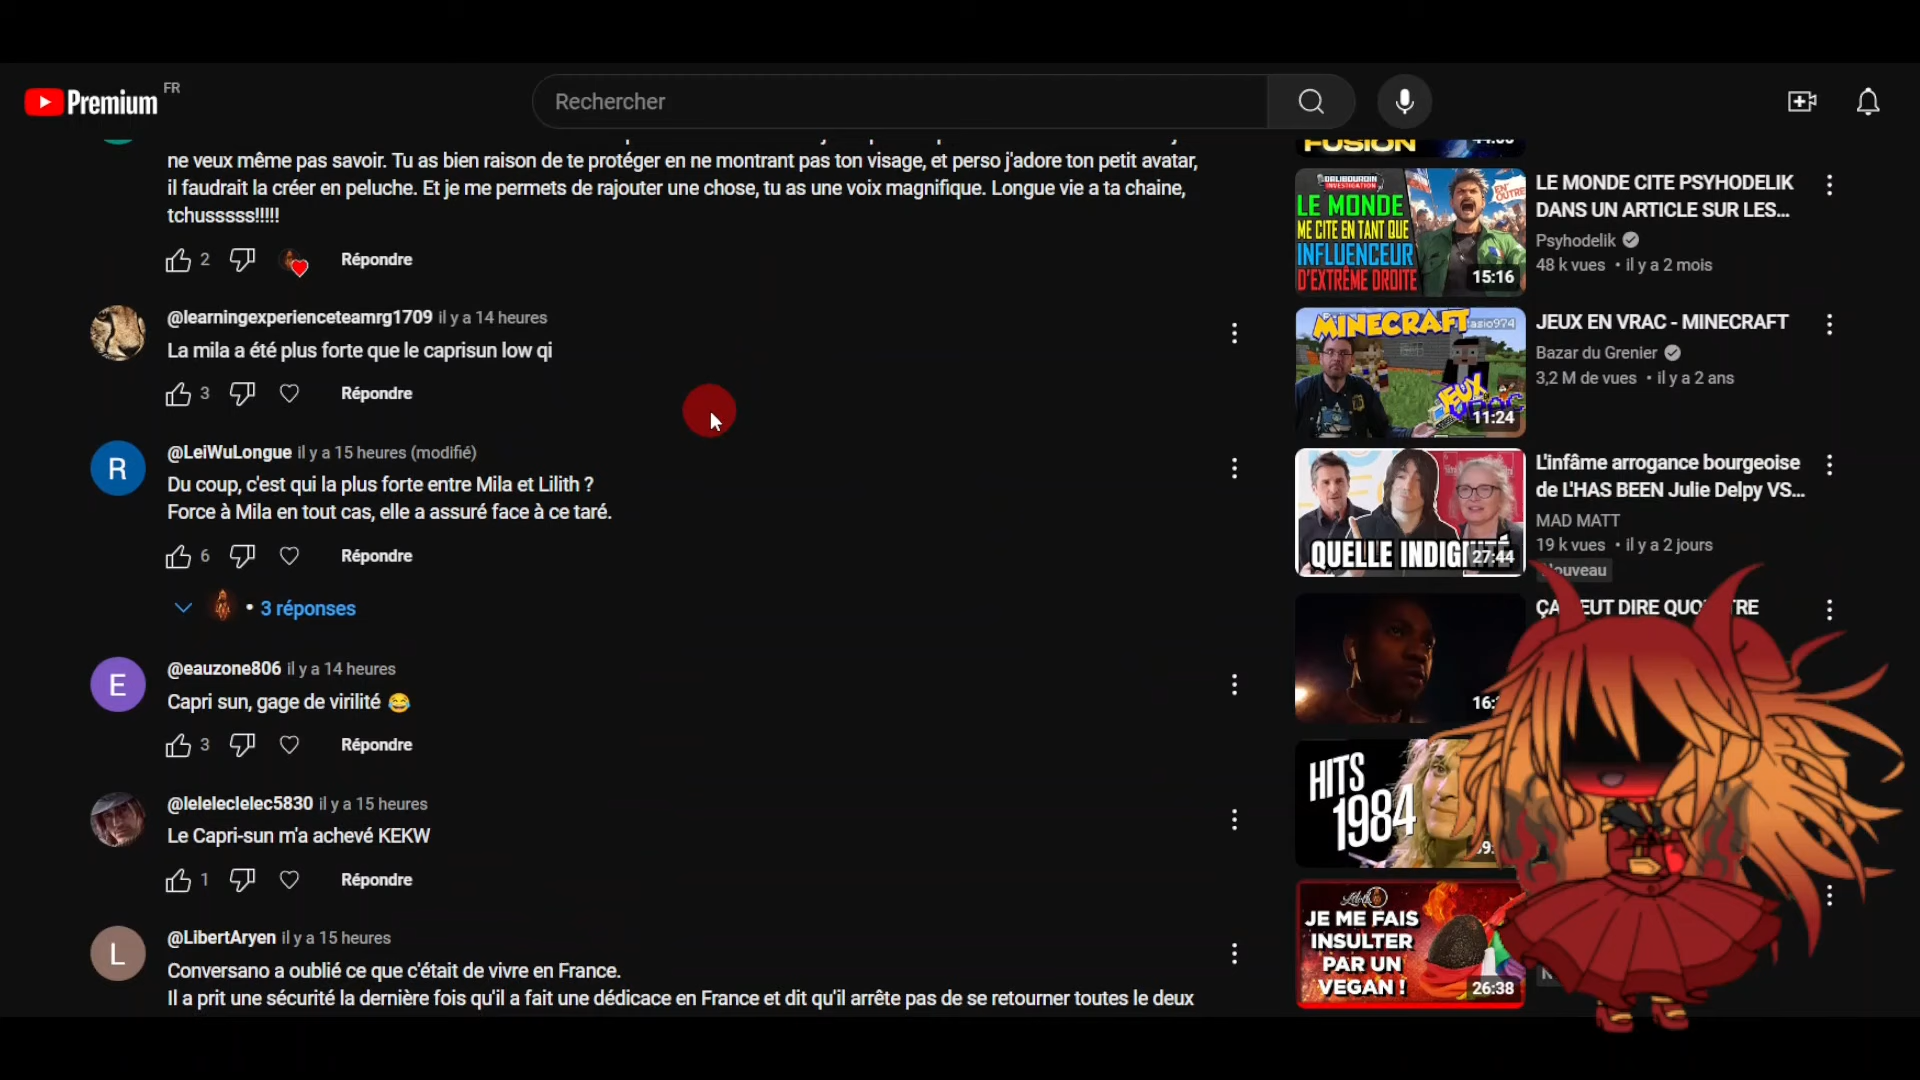 Premium FR
Rechercher
ne veux même pas savoir. Tu as bien raison de te protéger en ne montrant pas ton visage, et perso j'adore ton petit avatar,
il faudrait la créer en peluche. Et je me permets de rajouter une chose, tu as une voix magnifique. Longue vie a ta chaine,
tchusssss!!!!!
2
Répondre
@learningexperienceteamrg1709 il y a 14 heures
La mila a été plus forte que le caprisun low qi
3
Répondre
R
@LeiWuLongue il y a 15 heures (modifié)
Du coup, c'est qui la plus forte entre Mila et Lilith ?
Force à Mila en tout cas, elle a assuré face à ce taré.
6
Répondre
• 3 réponses
E
@eauzone806 il y a 14 heures
Capri sun, gage de virilité 😂
3
Répondre
@leleleclelec5830 il y a 15 heures
Le Capri-sun m'a achevé KEKW
1
Répondre
L
@LibertAryen il y a 15 heures
Conversano a oublié ce que c'était de vivre en France.
Il a prit une sécurité la dernière fois qu'il a fait une dédicace en France et dit qu'il arrête pas de se retourner toutes le deux
FUSION
INVESTIGATION
LE MONDE
ME CITE EN TANT QUE
INFLUENCEUR
D'EXTRÊME DROITE
EN OUTRE
15:16
LE MONDE CITE PSYHODELIK
DANS UN ARTICLE SUR LES...
Psyhodelik
48 k vues • il y a 2 mois
MINECRAFT
JEUX
11:24
JEUX EN VRAC - MINECRAFT
Bazar du Grenier
3,2 M de vues • il y a 2 ans
QUELLE
27:44
L'infâme arrogance bourgeoise
de L'HAS BEEN Julie Delpy VS...
MAD MATT
19 k vues • il y a 2 jours
16:
HITS
1984
JE ME FAIS
INSULTER
PAR UN
VEGAN !
26:38